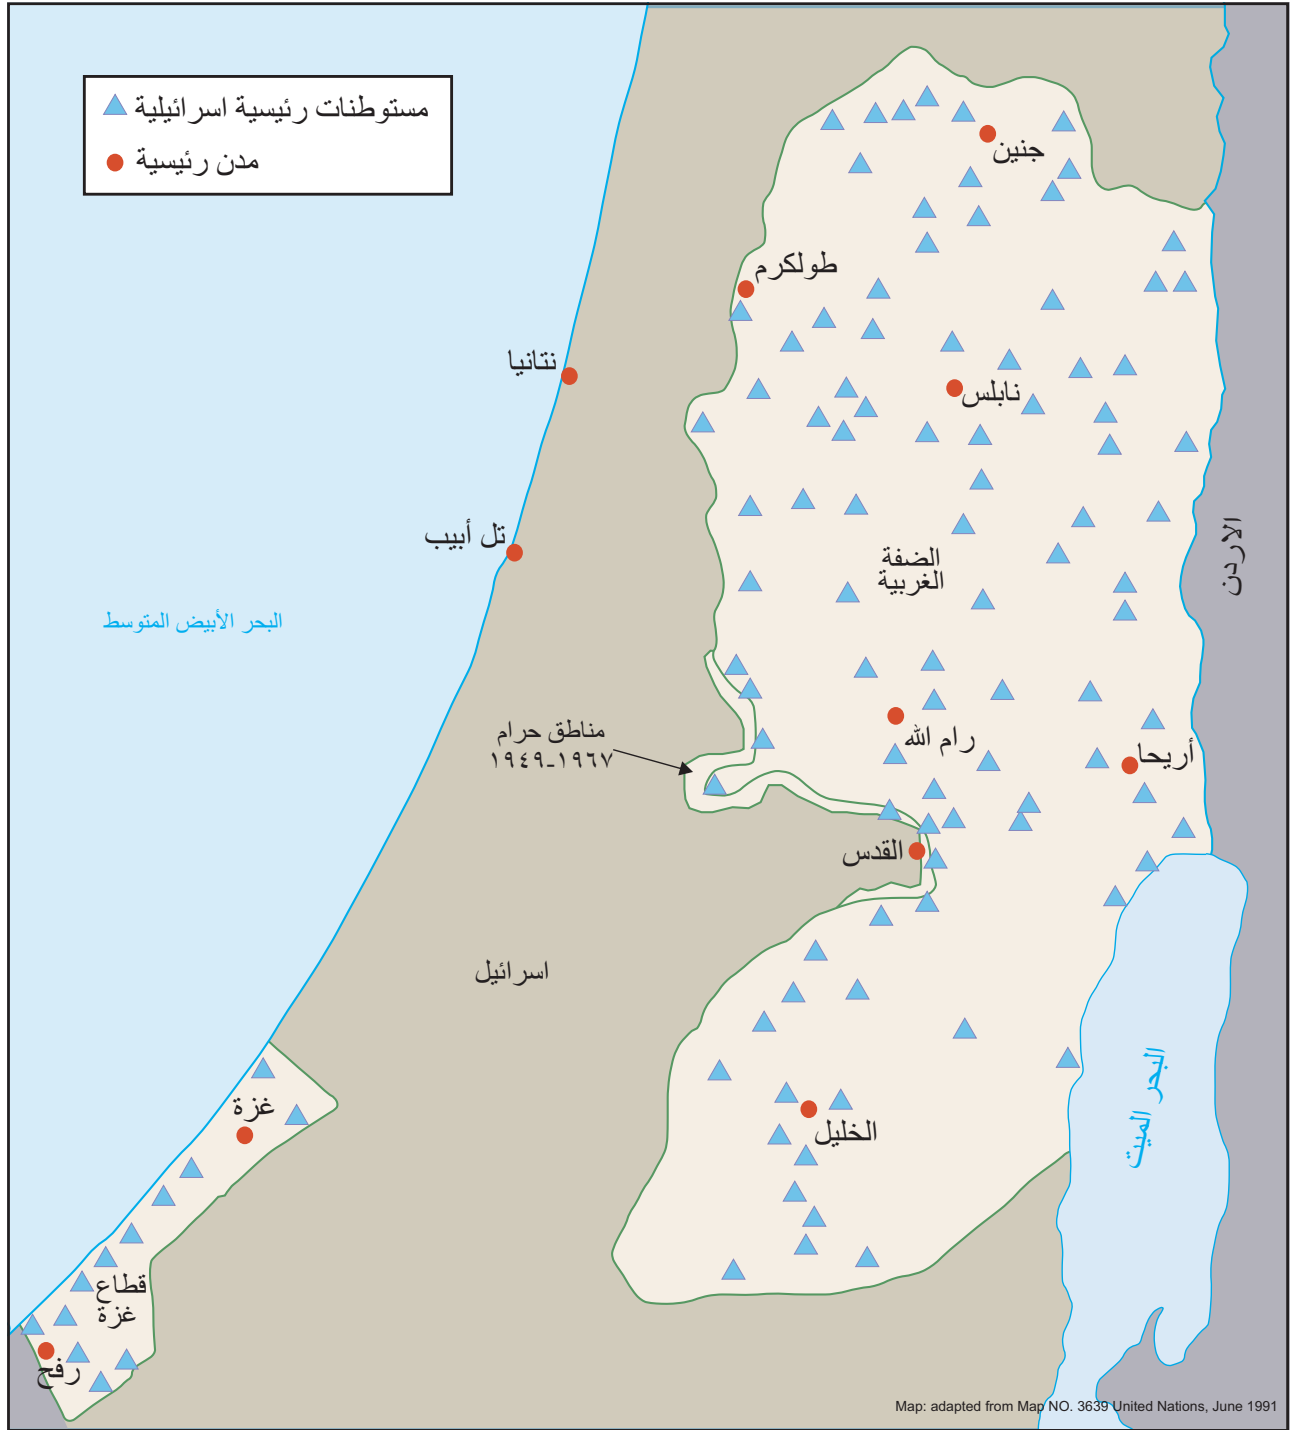 مستوطنات رئيسية اسرائيلية
مدن رئيسية
جنين
طولكرم
نتانيا
نابلس
تل أبيب
الضفة
الغربية
الاردن
البحر الأبيض المتوسط
مناطق حرام
١٩٤٩-١٩٦٧
رام الله
أريحا
القدس
اسرائيل
البحر الميت
غزة
الخليل
قطاع
غزة
رفح
Map: adapted from Map NO. 3639 United Nations, June 1991